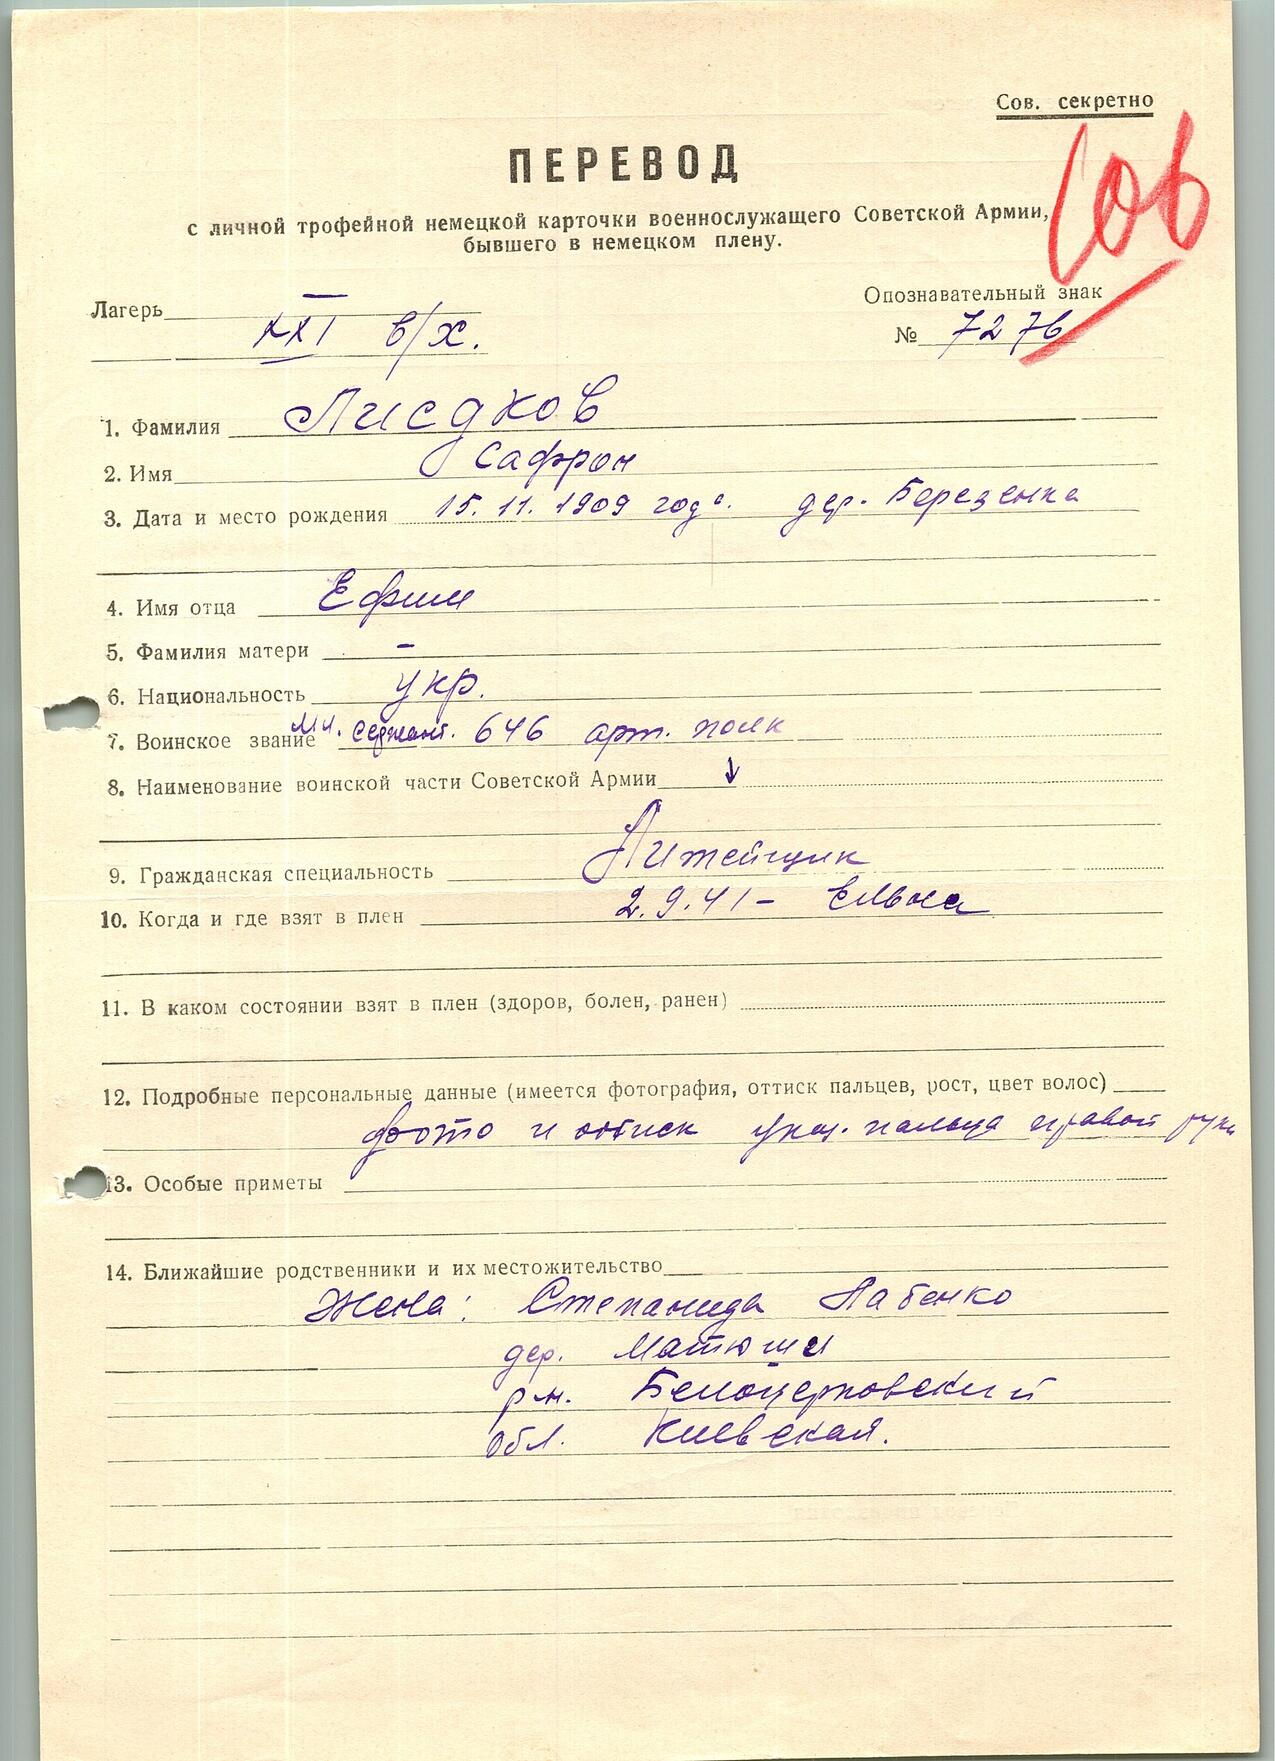 Сов. секретно
ПЕРЕВОД
с личной трофейной немецкой карточки военнослужащего Советской Армии,
бывшего в немецком плену.
Лагерь XXI в/х.
Опознавательный знак
№ 7276
1. Фамилия Лисдков
2. Имя Сафрон
3. Дата и место рождения 15.11.1909 года. дер. Березенка
4. Имя отца Ефим
5. Фамилия матери –
6. Национальность укр.
7. Воинское звание мл. сержант. 646 арт. полк
8. Наименование воинской части Советской Армии ↓
9. Гражданская специальность Литейщик
10. Когда и где взят в плен 2.9.41 – Ельна
11. В каком состоянии взят в плен (здоров, болен, ранен)
12. Подробные персональные данные (имеется фотография, оттиск пальцев, рост, цвет волос)
фото и оттиск указ. пальца правой руки
13. Особые приметы
14. Ближайшие родственники и их местожительство
Жена: Степанида Лабенко
дер. Матюши
рн. Белоцерковский
обл. Киевская.